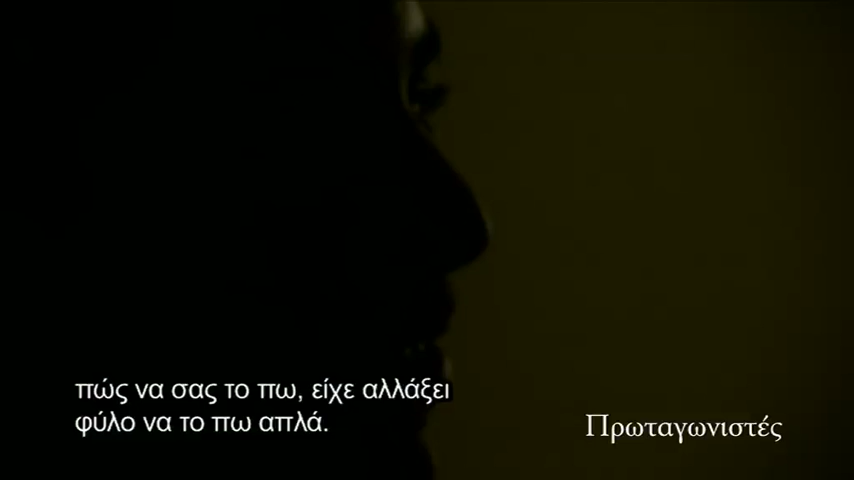 πώς να σας το πω, είχε αλλάξει
φύλο να το πω απλά.
Πρωταγωνιστές